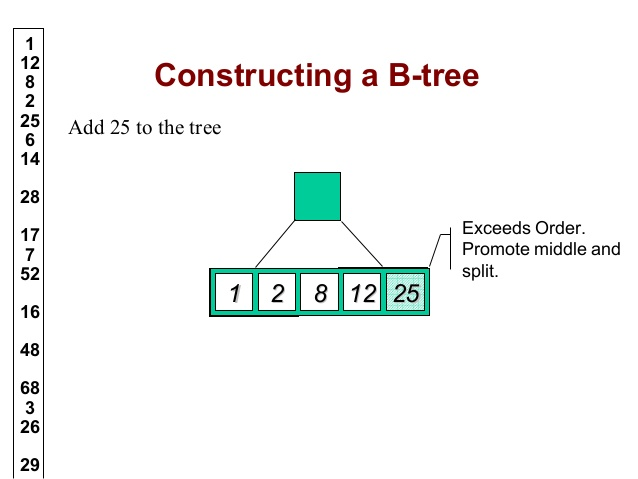 1
12
8
2
25
6
14
28
17
7
52
16
48
68
3
26
29
Constructing a B-tree
Add 25 to the tree
Exceeds Order.
Promote middle and
split.
1 2 8 12 25